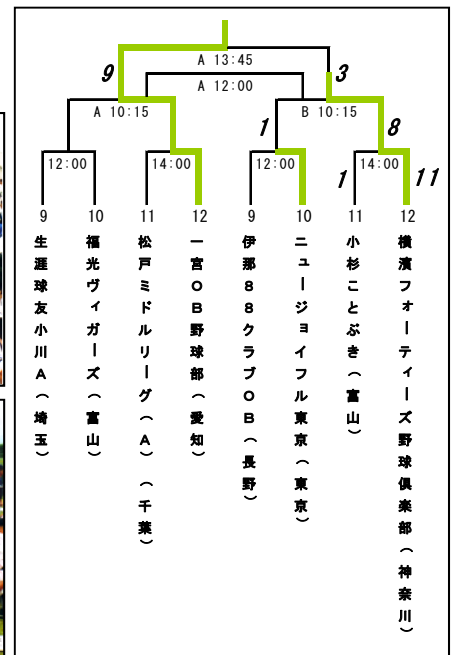 A 13:45
9
3
A 12:00
A 10:15
1
B 10:15
8
12:00
14:00
12:00
1
14:00
11
9
10
11
12
9
10
11
12
生涯球友小川A（埼玉）
福光ヴィガーズ（富山）
松戸ミドルリーグ（A）（千葉）
一宮OB野球部（愛知）
伊那88クラブOB（長野）
ニュージョイフル東京（東京）
小杉ことぶき（富山）
横濱フォーティーズ野球倶楽部（神奈川）